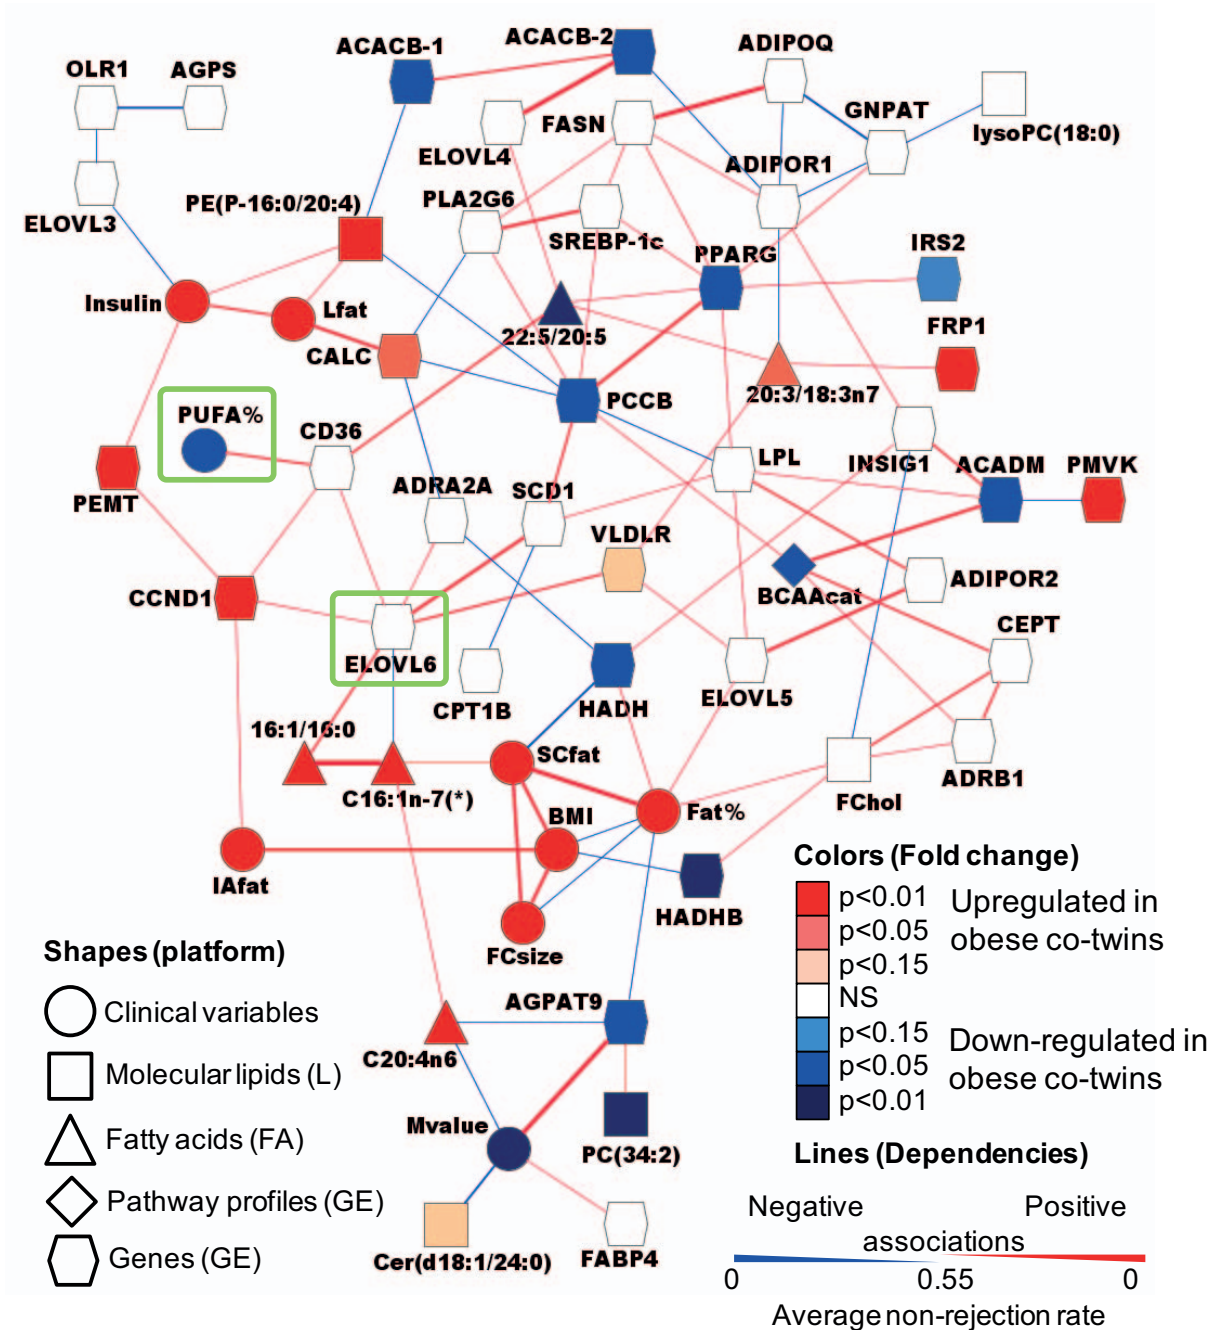 ACACB-1
ACACB-2
ADIPOQ
OLR1
AGPS
GNPAT
FASN
lysoPC(18:0)
ELOVL4
ADIPOR1
PLA2G6
PE(P-16:0/20:4)
ELOVL3
SREBP-1c
PPARG
IRS2
Insulin
Lfat
22:5/20:5
FRP1
CALC
20:3/18:3n7
PCCB
PUFA%
CD36
LPL
INSIG1
ACADM
PMVK
PEMT
ADRA2A
SCD1
VLDLR
BCAAcat
ADIPOR2
CCND1
CEPT
ELOVL6
CPT1B
HADH
ELOVL5
16:1/16:0
SCfat
C16:1n-7(*)
FChol
ADRB1
BMI
Fat%
IAfat
HADHB
FCsize
AGPAT9
C20:4n6
Mvalue
PC(34:2)
Cer(d18:1/24:0)
FABP4
Shapes (platform)
Clinical variables
Molecular lipids (L)
Fatty acids (FA)
Pathway profiles (GE)
Genes (GE)
Colors (Fold change)
p<0.01
p<0.05
p<0.15
Upregulated in
obese co-twins
NS
p<0.15
p<0.05
p<0.01
Down-regulated in
obese co-twins
Lines (Dependencies)
Negative
Positive
associations
0
0.55
0
Average non-rejection rate